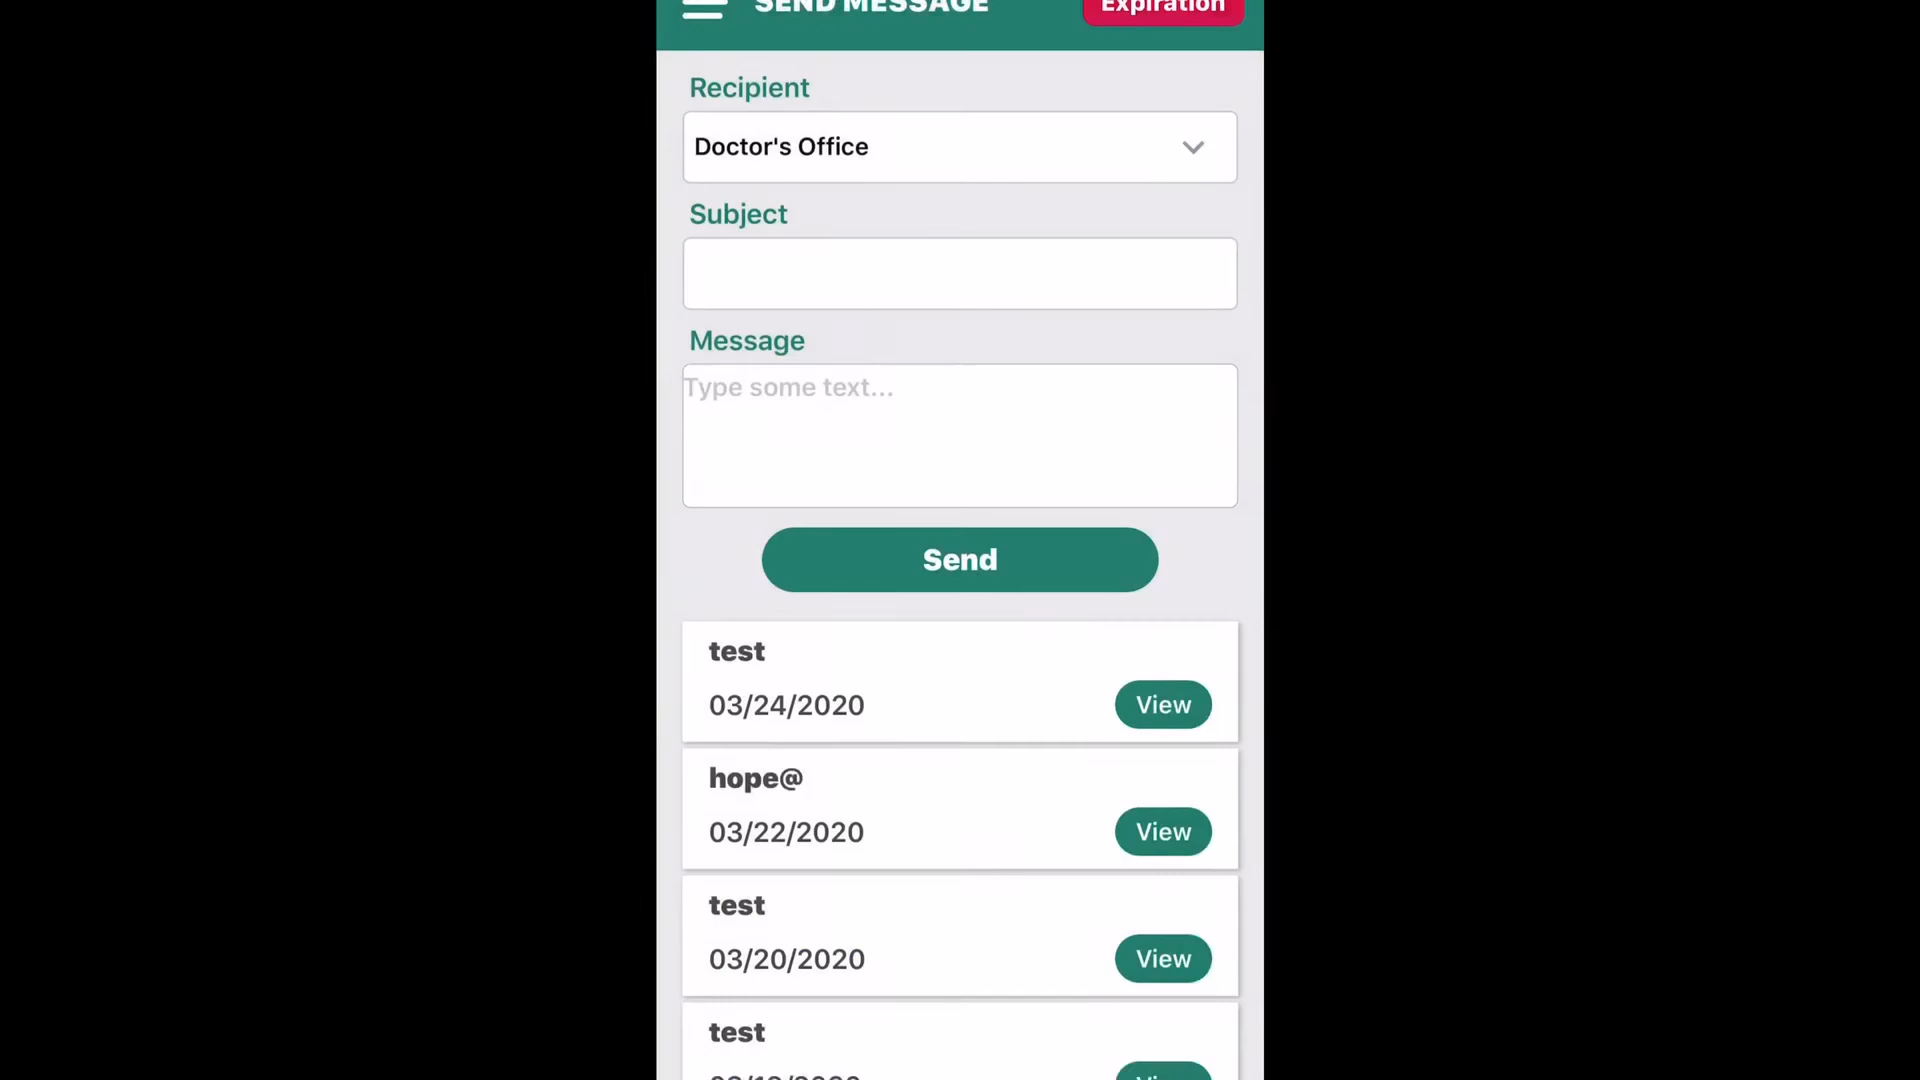 SEND MESSAGE
Expiration
Recipient
Doctor's Office
Subject
Message
Type some text...
Send
test
03/24/2020
View
hope@
03/22/2020
View
test
03/20/2020
View
test
View